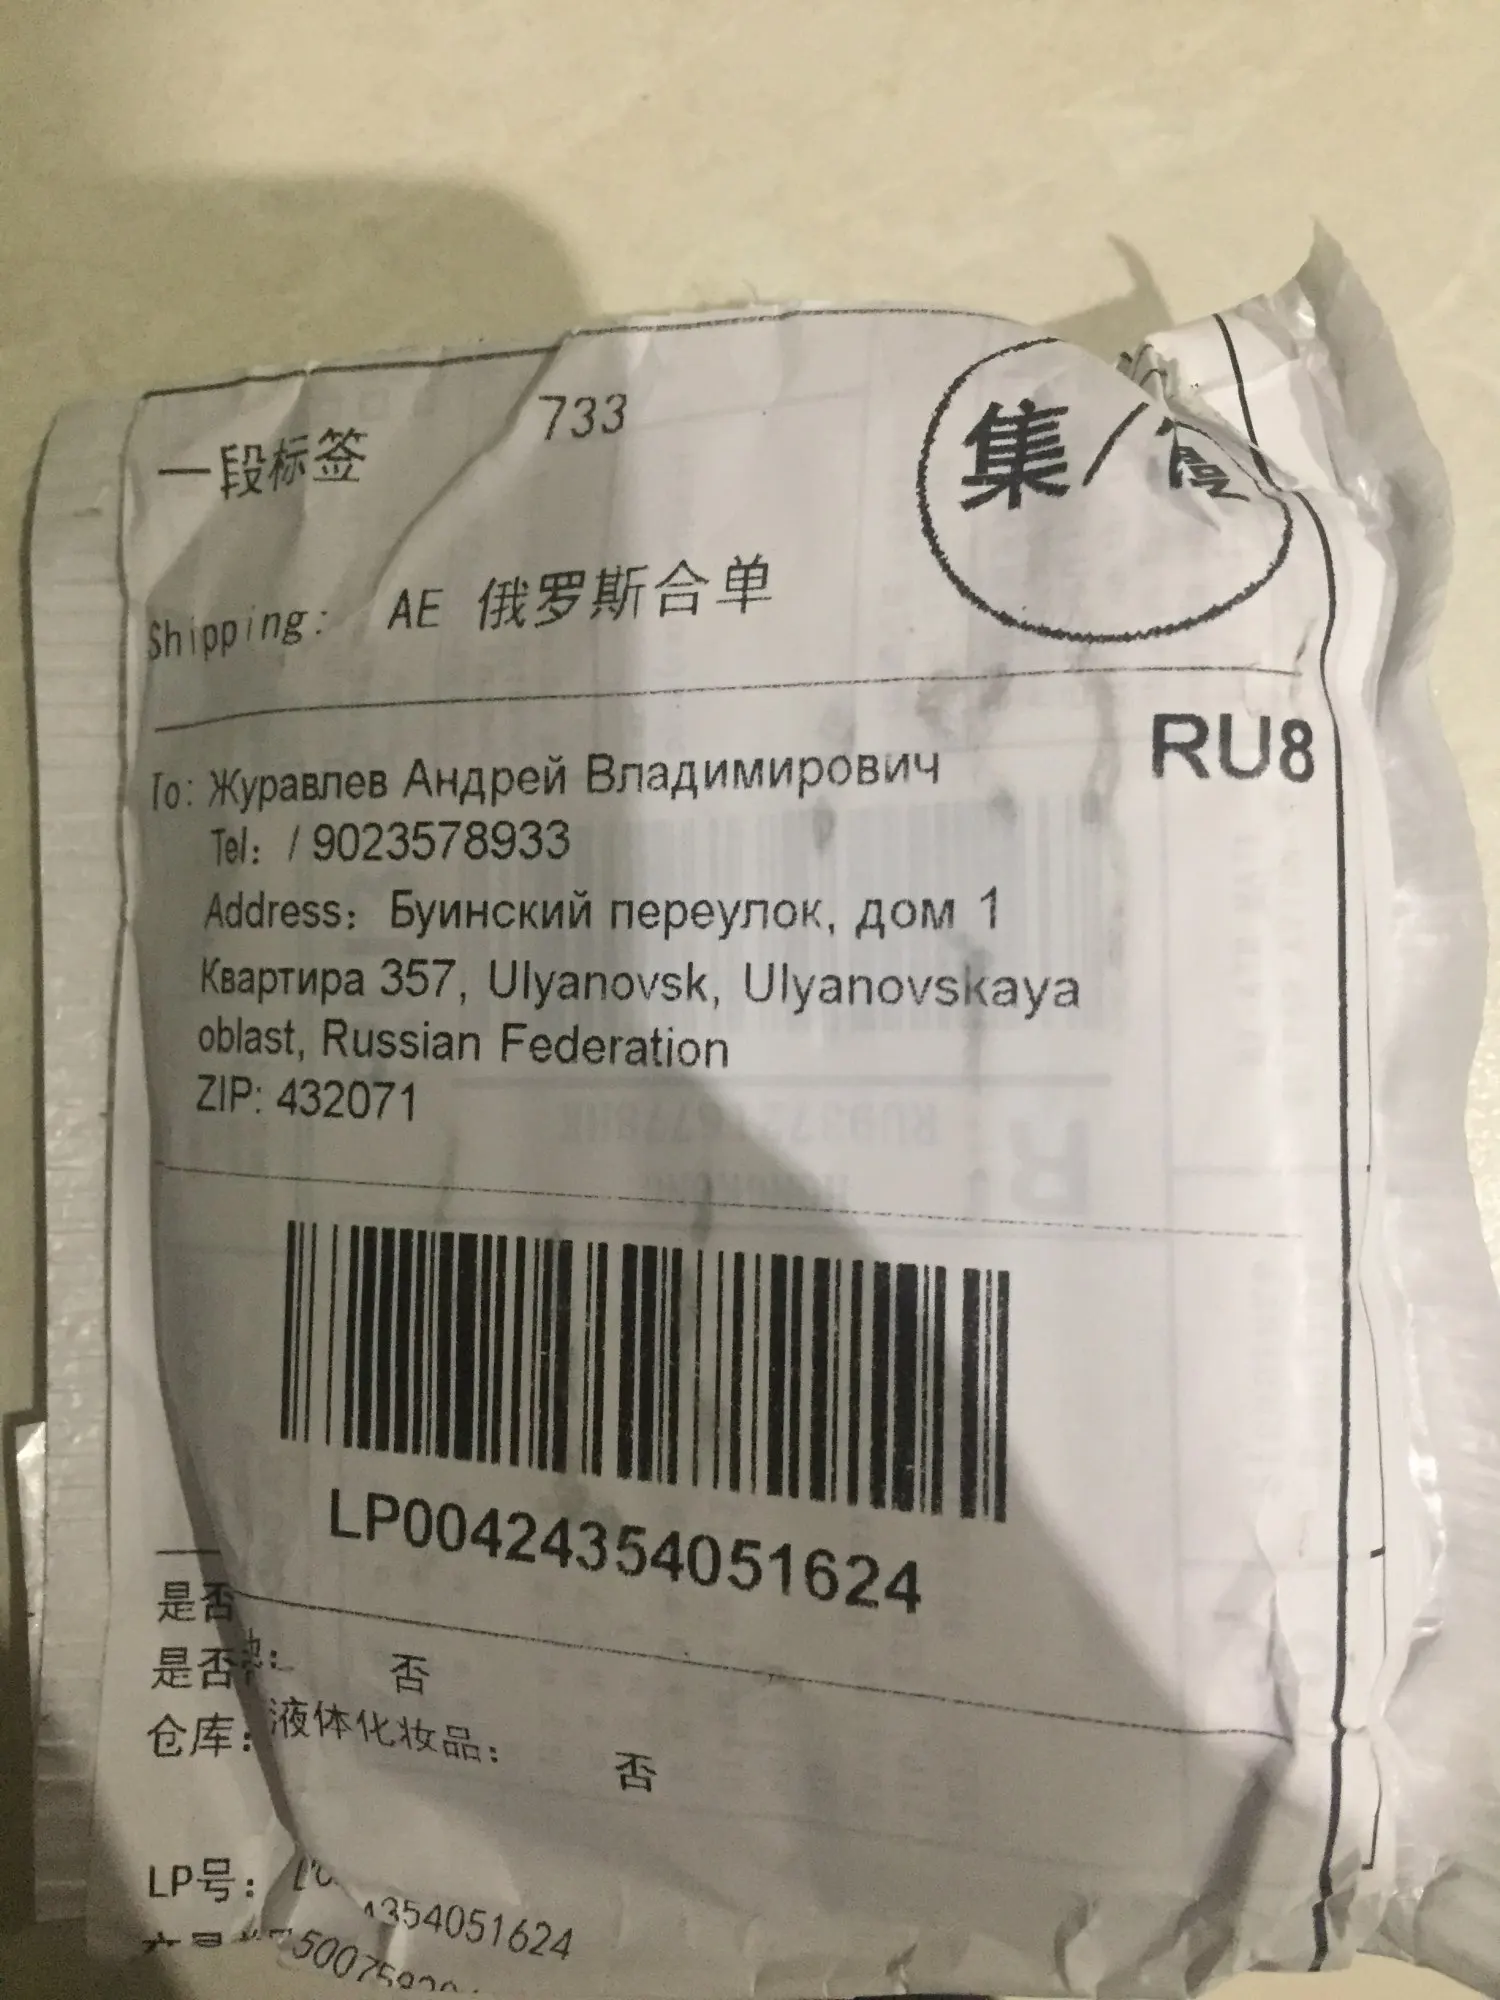 733
一段标签
集
Shipping: AE 俄罗斯合单
RU8
To: Журавлев Андрей Владимирович
Tel: / 9023578933
Address: Буинский переулок, дом 1
Квартира 357, Ulyanovsk, Ulyanovskaya
oblast, Russian Federation
ZIP: 432071
LP00424354051624
是否
是否 否
仓库: 液体化妆品: 否
LP号: 4354051624